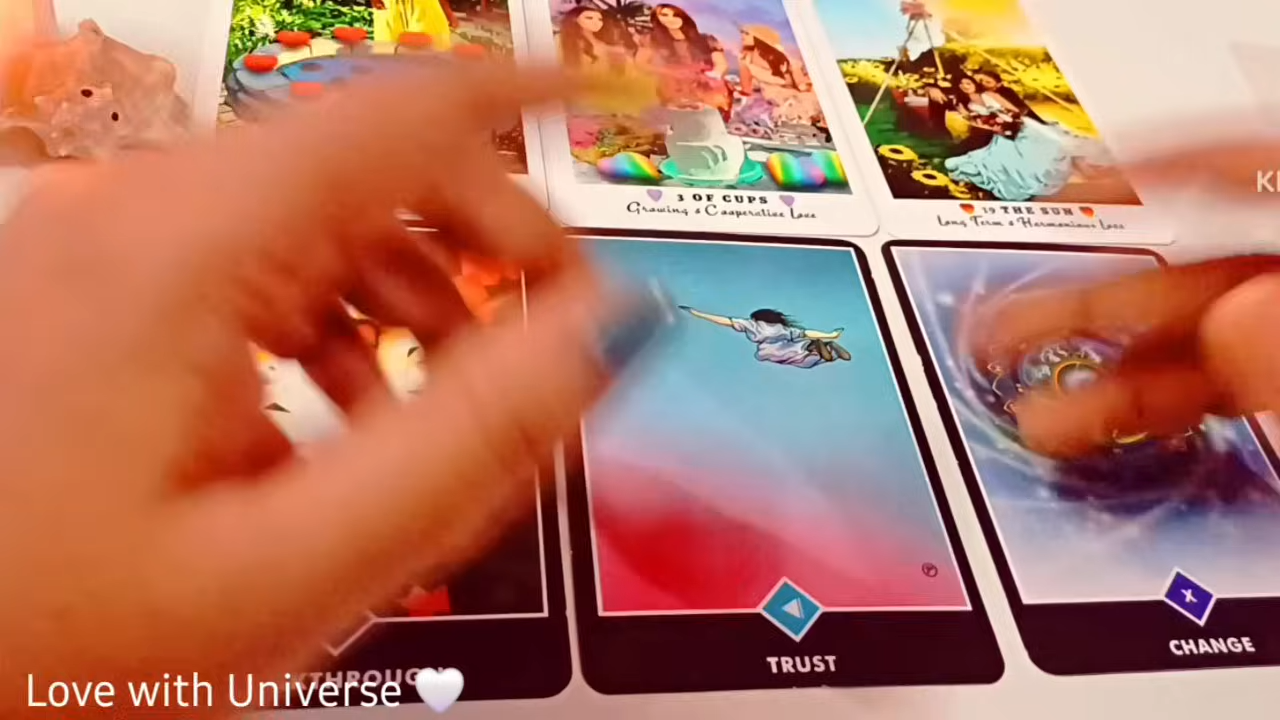 3 OF CUPS
Growing & Cooperative Love
19 THE SUN
Long Term & Harmonious Love
TRUST
CHANGE
Love with Universe 🤍